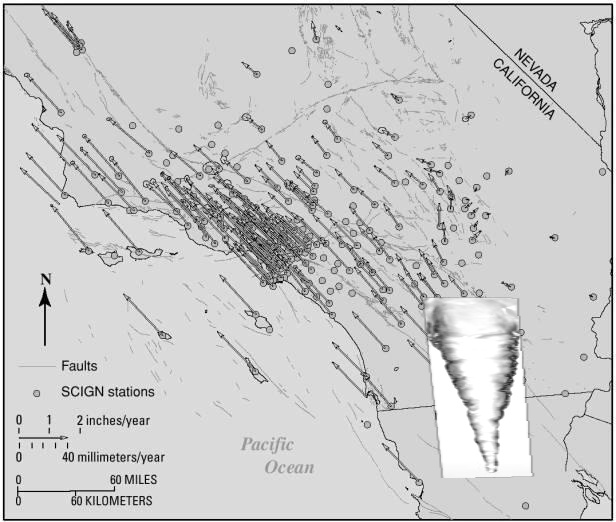 NEVADA
CALIFORNIA
N
Faults
SCIGN stations
0 1 2 inches/year
0 40 millimeters/year
0 60 MILES
0 60 KILOMETERS
Pacific
Ocean